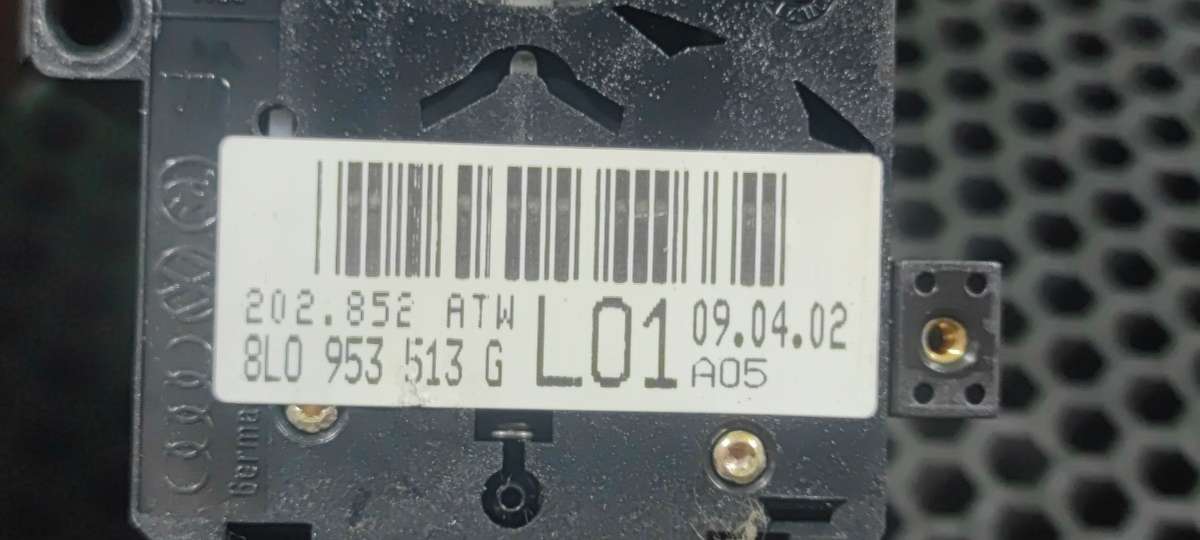 202.852 ATW L01 09.04.02
8L0 953 513 G A05
Germa